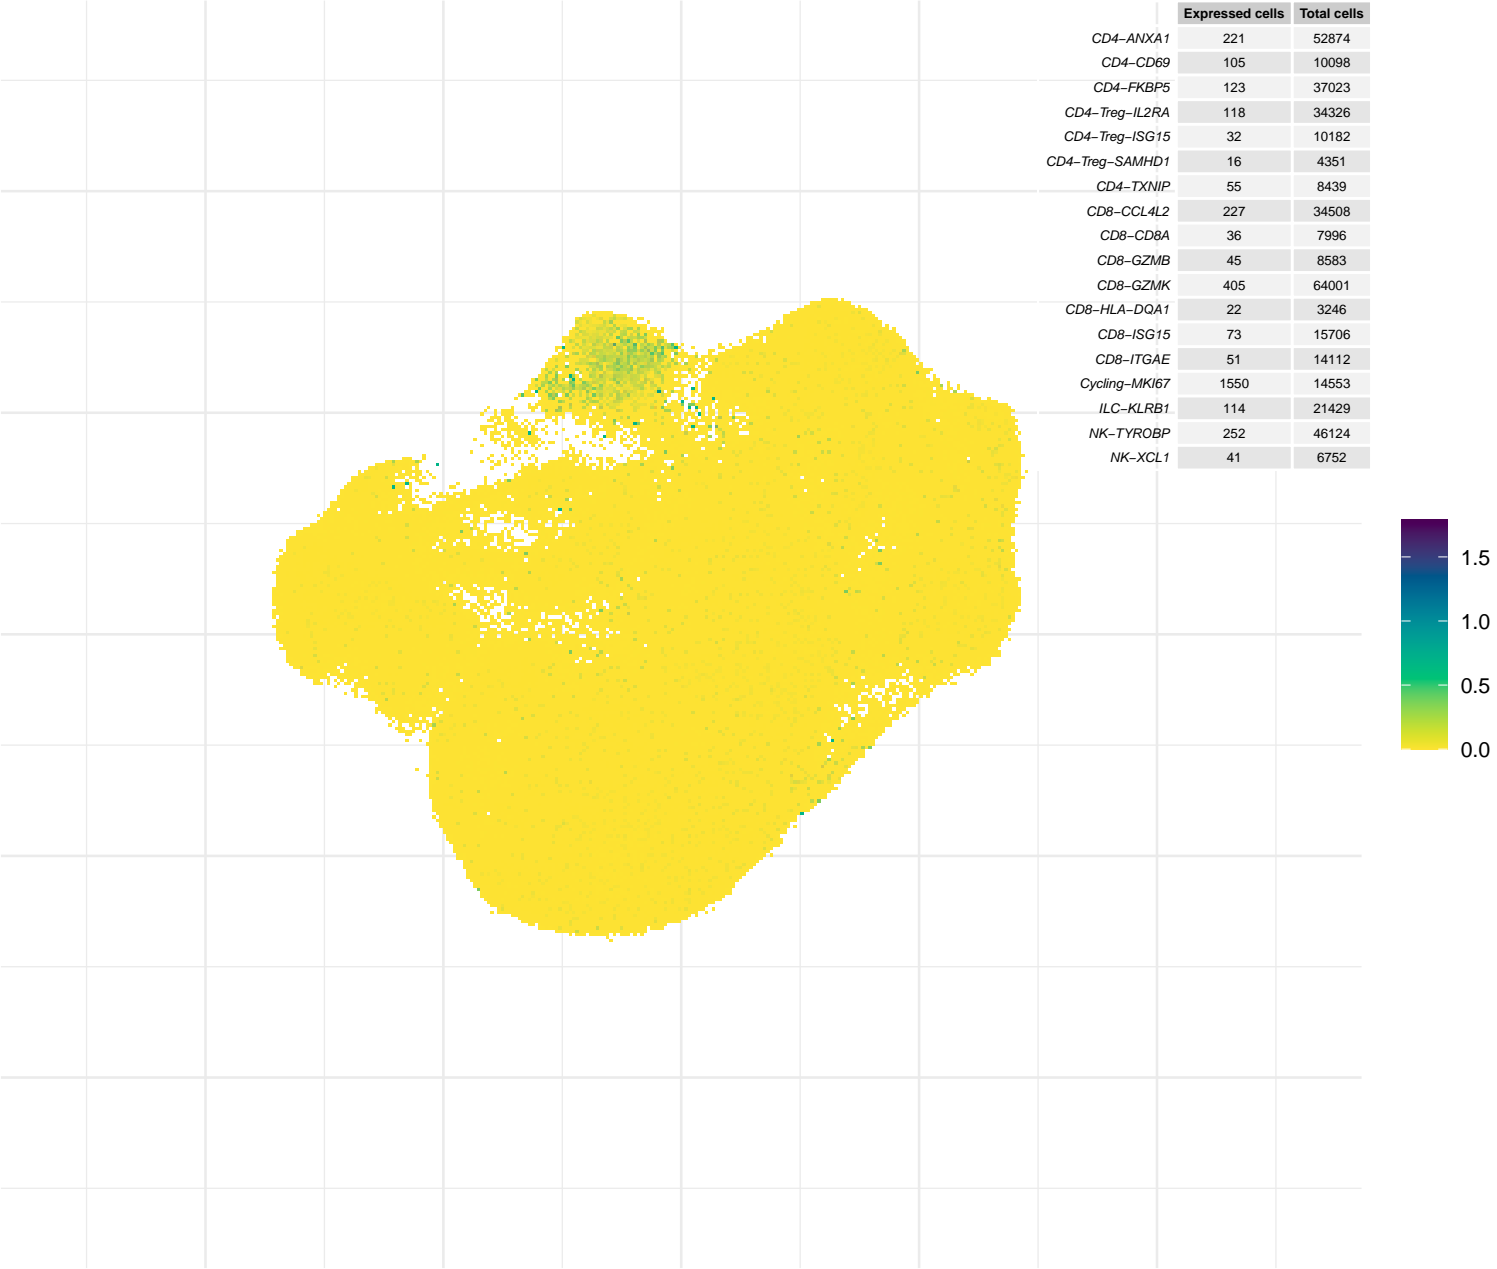 Expressed cells Total cells
CD4−ANXA1 221 52874
CD4−CD69 105 10098
CD4−FKBP5 123 37023
CD4−Treg−IL2RA 118 34326
CD4−Treg−ISG15 32 10182
CD4−Treg−SAMHD1 16 4351
CD4−TXNIP 55 8439
CD8−CCL4L2 227 34508
CD8−CD8A 36 7996
CD8−GZMB 45 8583
CD8−GZMK 405 64001
CD8−HLA−DQA1 22 3246
CD8−ISG15 73 15706
CD8−ITGAE 51 14112
Cycling−MKI67 1550 14553
ILC−KLRB1 114 21429
NK−TYROBP 252 46124
NK−XCL1 41 6752
1.5
1.0
0.5
0.0